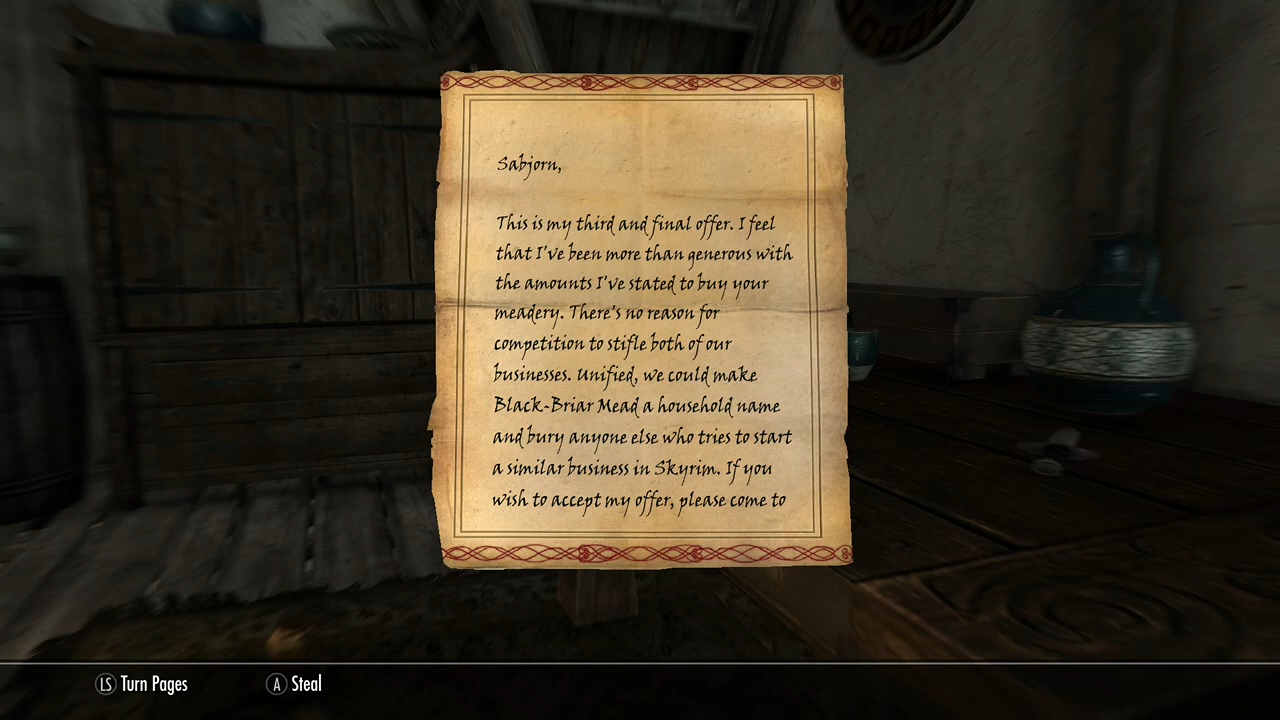 Sabjorn,
This is my third and final offer. I feel
that I've been more than generous with
the amounts I've stated to buy your
meadery. There's no reason for
competition to stifle both of our
businesses. Unified, we could make
Black-Briar Mead a household name
and bury anyone else who tries to start
a similar business in Skyrim. If you
wish to accept my offer, please come to
LS Turn Pages
A Steal